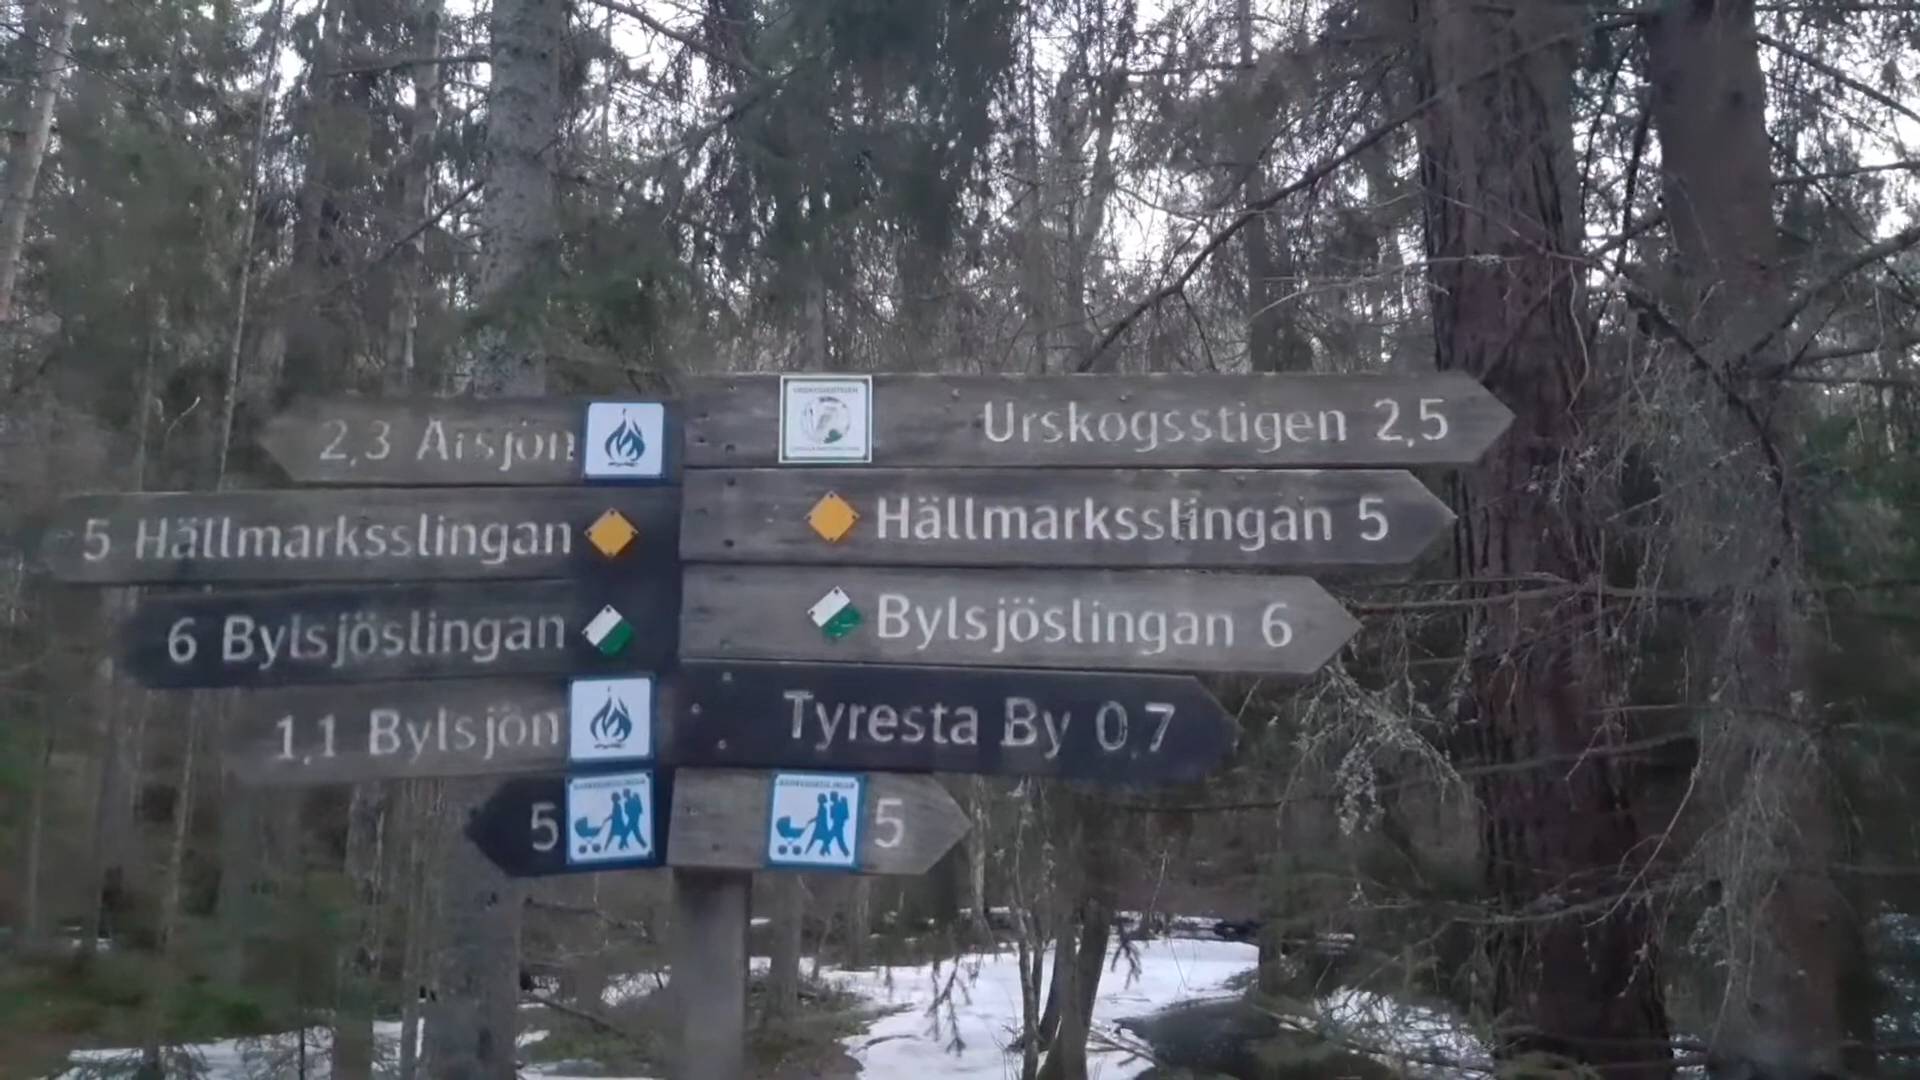 2,3 Årsjön
Urskogsstigen 2,5
5 Hällmarksslingan
Hällmarksslingan 5
6 Bylsjöslingan
Bylsjöslingan 6
1,1 Bylsjön
Tyresta By 0,7
5
5